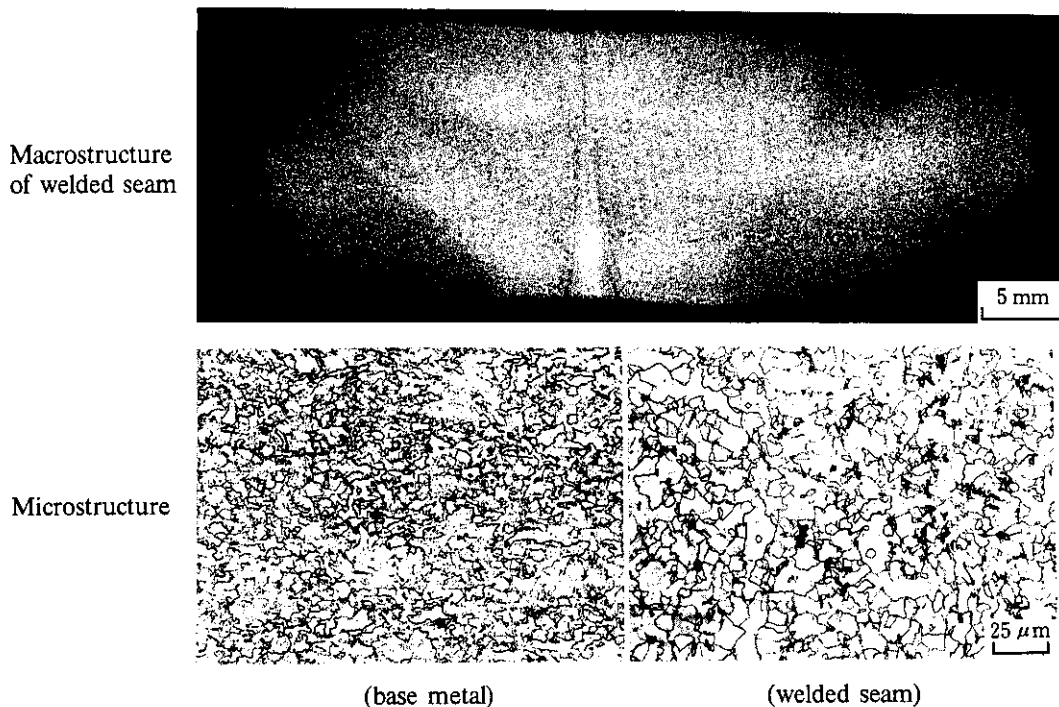 Macrostructure
of welded seam
5 mm
Microstructure
25 μm
(base metal)
(welded seam)